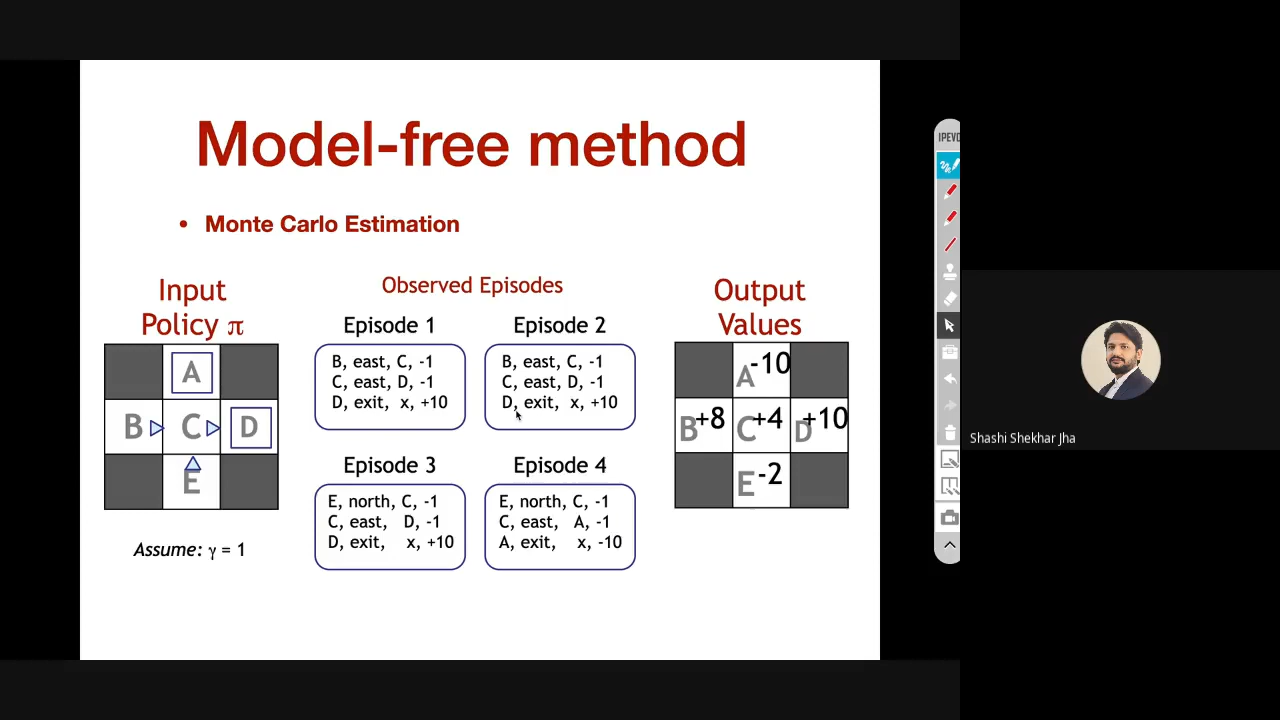 Model-free method
• Monte Carlo Estimation
Input
Policy π
A
B C D
E
Assume: γ = 1
Observed Episodes
Episode 1
B, east, C, -1
C, east, D, -1
D, exit, x, +10
Episode 2
B, east, C, -1
C, east, D, -1
D, exit, x, +10
Episode 3
E, north, C, -1
C, east, D, -1
D, exit, x, +10
Episode 4
E, north, C, -1
C, east, A, -1
A, exit, x, -10
Output
Values
A -10
B +8 C +4 D +10
E -2
IPEVO
Shashi Shekhar Jha